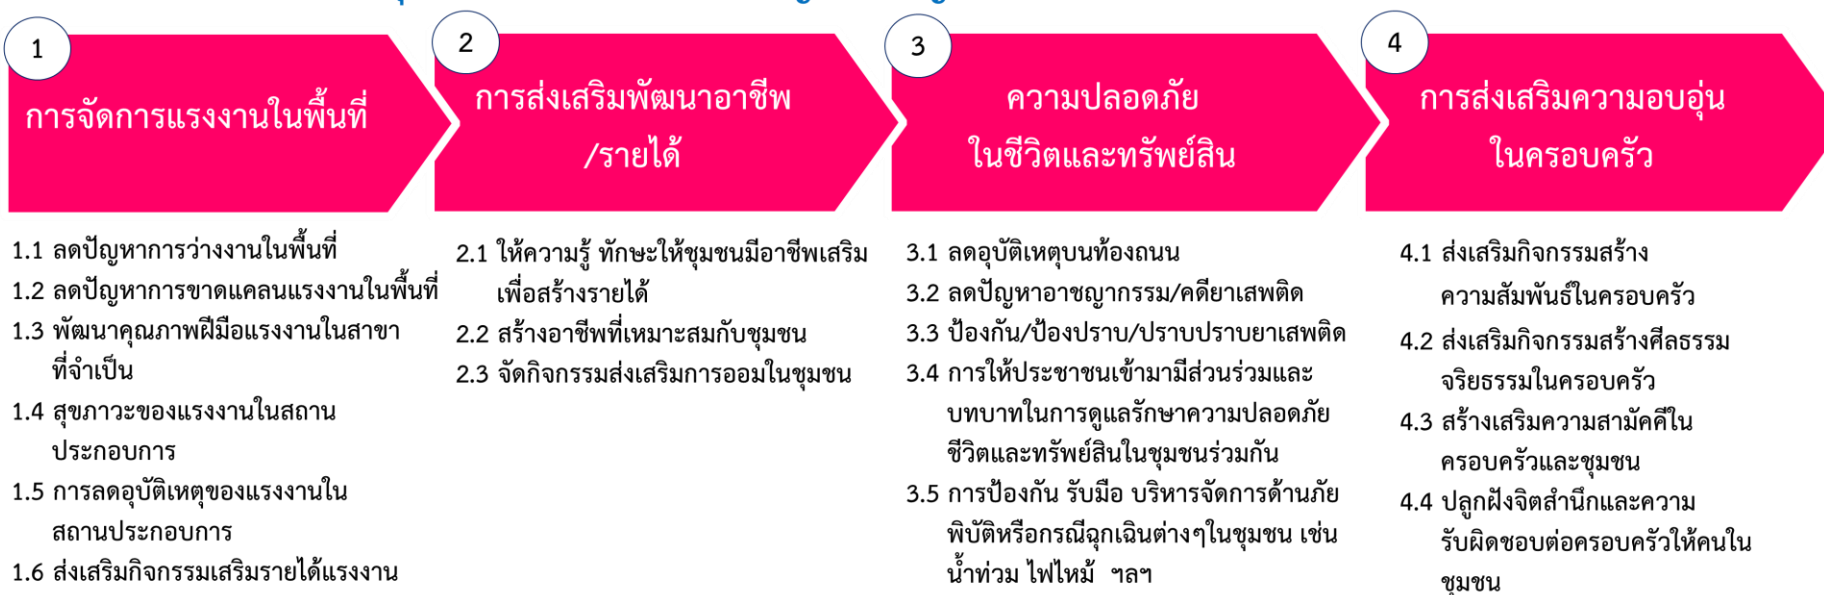 1
การจัดการแรงงานในพื้นที่
1.1 ลดปัญหาการว่างงานในพื้นที่
1.2 ลดปัญหาการขาดแคลนแรงงานในพื้นที่
1.3 พัฒนาคุณภาพฝีมือแรงงานในสาขา
ที่จำเป็น
1.4 สุขภาวะของแรงงานในสถาน
ประกอบการ
1.5 การลดอุบัติเหตุของแรงงานใน
สถานประกอบการ
1.6 ส่งเสริมกิจกรรมเสริมรายได้แรงงาน
2
การส่งเสริมพัฒนาอาชีพ
/รายได้
2.1 ให้ความรู้ ทักษะให้ชุมชนมีอาชีพเสริม
เพื่อสร้างรายได้
2.2 สร้างอาชีพที่เหมาะสมกับชุมชน
2.3 จัดกิจกรรมส่งเสริมการออมในชุมชน
3
ความปลอดภัย
ในชีวิตและทรัพย์สิน
3.1 ลดอุบัติเหตุบนท้องถนน
3.2 ลดปัญหาอาชญากรรม/คดียาเสพติด
3.3 ป้องกัน/ป้องปราบ/ปราบปราบยาเสพติด
3.4 การให้ประชาชนเข้ามามีส่วนร่วมและ
บทบาทในการดูแลรักษาความปลอดภัย
ชีวิตและทรัพย์สินในชุมชนร่วมกัน
3.5 การป้องกัน รับมือ บริหารจัดการด้านภัย
พิบัติหรือกรณีฉุกเฉินต่างๆในชุมชน เช่น
น้ำท่วม ไฟไหม้ ฯลฯ
4
การส่งเสริมความอบอุ่น
ในครอบครัว
4.1 ส่งเสริมกิจกรรมสร้าง
ความสัมพันธ์ในครอบครัว
4.2 ส่งเสริมกิจกรรมสร้างศีลธรรม
จริยธรรมในครอบครัว
4.3 สร้างเสริมความสามัคคีใน
ครอบครัวและชุมชน
4.4 ปลูกฝังจิตสำนึกและความ
รับผิดชอบต่อครอบครัวให้คนใน
ชุมชน